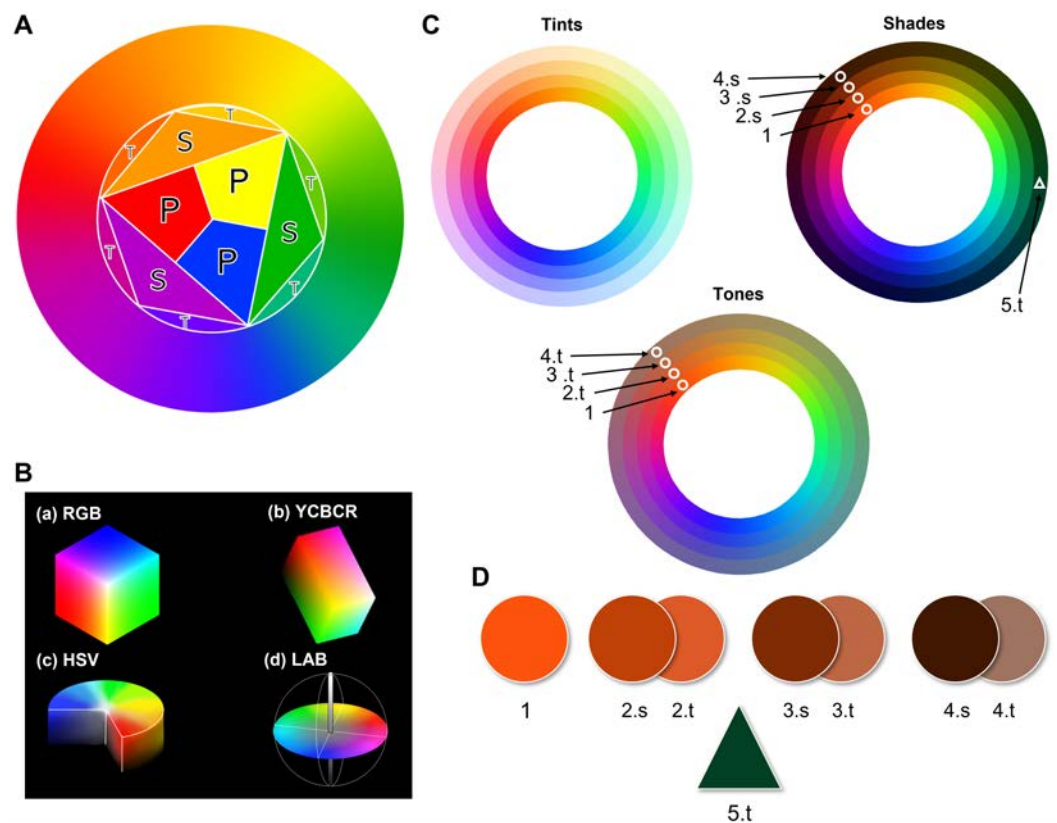 A
T
S
T
P
P
T
S
P
S
T
T
T
B
(a) RGB
(b) YCBCR
(c) HSV
(d) LAB
C
Tints
Shades
4.s
3 .s
2.s
1
5.t
Tones
4.t
3 .t
2.t
1
D
1
2.s 2.t
3.s 3.t
4.s 4.t
5.t